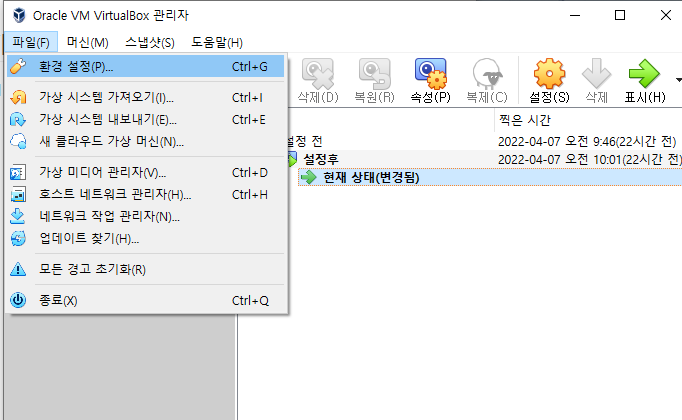 Oracle VM VirtualBox 관리자
파일(F) 머신(M) 스냅샷(S) 도움말(H)
환경 설정(P)... Ctrl+G
가상 시스템 가져오기(I)... Ctrl+I
가상 시스템 내보내기(E)... Ctrl+E
새 클라우드 가상 머신(N)...
가상 미디어 관리자(V)... Ctrl+D
호스트 네트워크 관리자(H)... Ctrl+H
네트워크 작업 관리자(N)...
업데이트 찾기(H)...
모든 경고 초기화(R)
종료(X) Ctrl+Q
삭제(D) 복원(R) 속성(P) 복제(C) 설정(S) 삭제 표시(H)
찍은 시간
설정 전 2022-04-07 오전 9:46(22시간 전)
설정후 2022-04-07 오전 10:01(22시간 전)
현재 상태(변경됨)